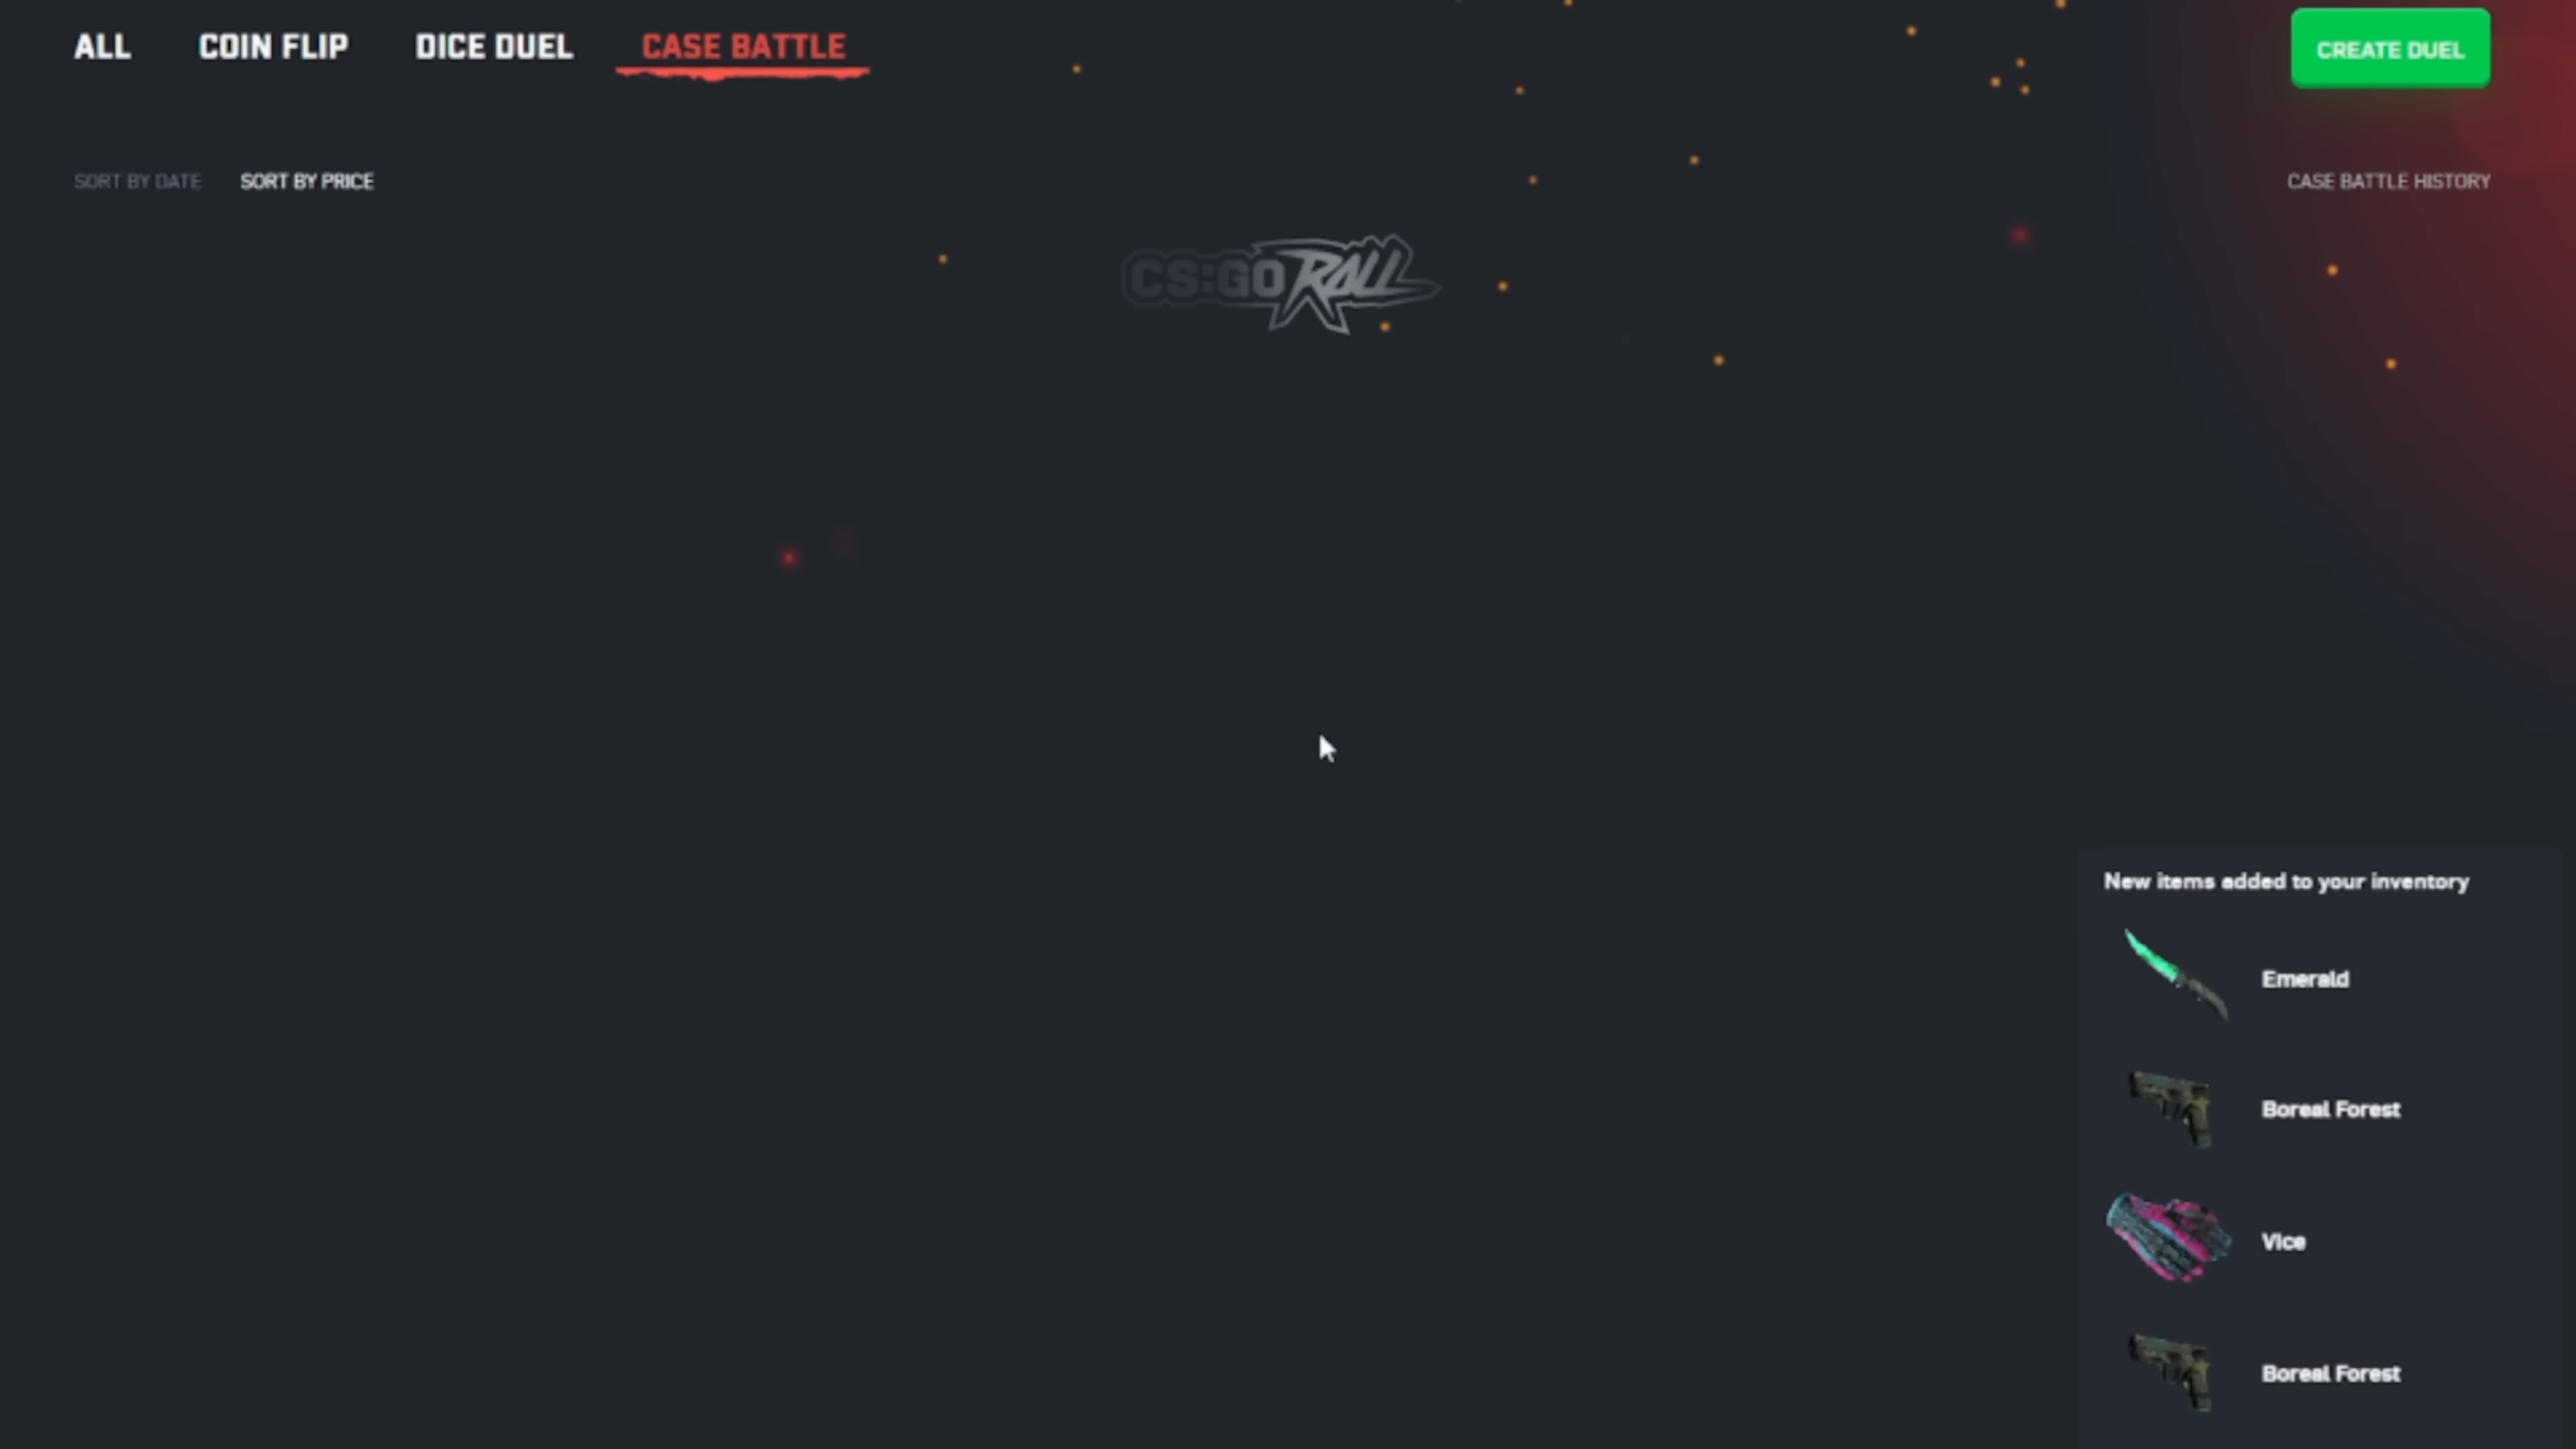 ALL COIN FLIP DICE DUEL CASE BATTLE CREATE DUEL
SORT BY DATE SORT BY PRICE CASE BATTLE HISTORY
CS:GO ROLL
New items added to your inventory
Emerald
Boreal Forest
Vice
Boreal Forest